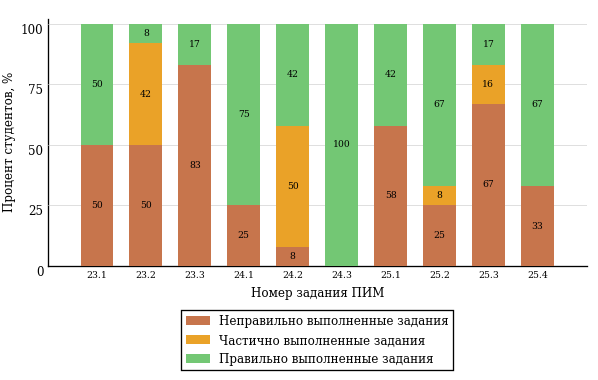 Процент студентов, %
100
75
50
25
0
50 8 17 75 42 100 42 67 17 67
42 50 8 16
50 50 83 25 8 58 25 67 33
23.1 23.2 23.3 24.1 24.2 24.3 25.1 25.2 25.3 25.4
Номер задания ПИМ
Неправильно выполненные задания
Частично выполненные задания
Правильно выполненные задания